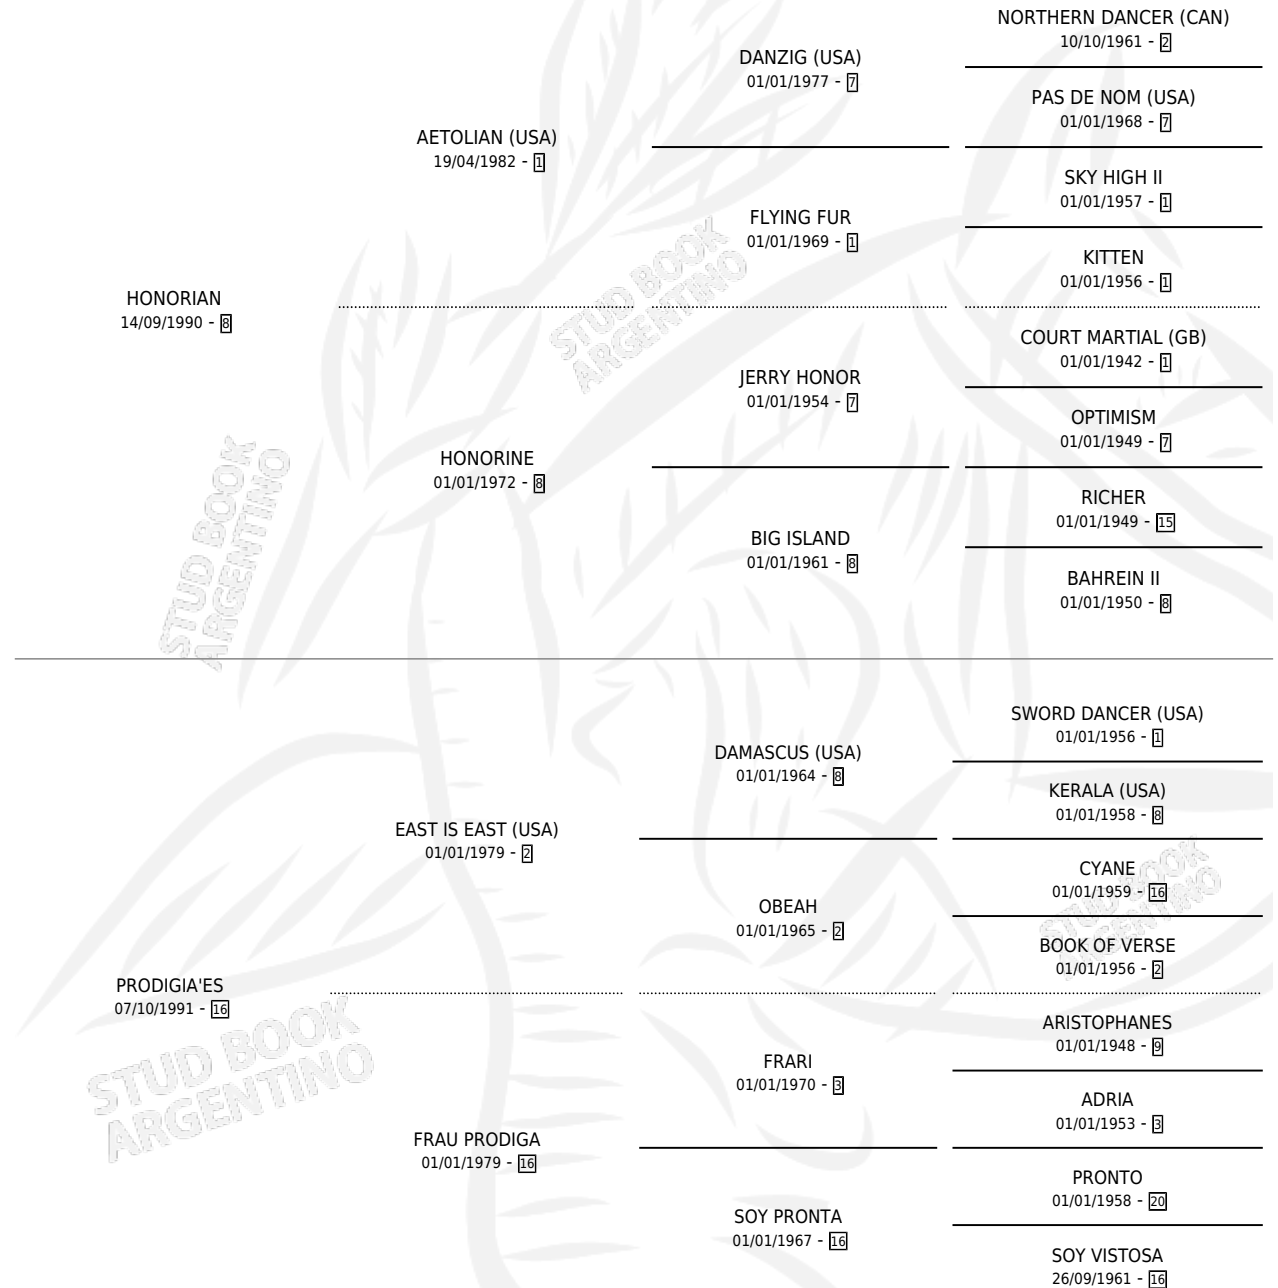 NORTHERN DANCER (CAN)
10/10/1961 - 2
DANZIG (USA)
01/01/1977 - 7
PAS DE NOM (USA)
01/01/1968 - 7
AETOLIAN (USA)
19/04/1982 - 1
SKY HIGH II
01/01/1957 - 1
FLYING FUR
01/01/1969 - 1
KITTEN
01/01/1956 - 1
HONORIAN
14/09/1990 - 8
STUD BOOK
ARGENTINO
COURT MARTIAL (GB)
01/01/1942 - 1
JERRY HONOR
01/01/1954 - 7
OPTIMISM
01/01/1949 - 7
HONORINE
01/01/1972 - 8
RICHER
01/01/1949 - 15
BIG ISLAND
01/01/1961 - 8
BAHREIN II
01/01/1950 - 8
STUD BOOK
ARGENTINO
SWORD DANCER (USA)
01/01/1956 - 1
DAMASCUS (USA)
01/01/1964 - 8
KERALA (USA)
01/01/1958 - 8
EAST IS EAST (USA)
01/01/1979 - 2
CYANE
01/01/1959 - 16
OBEAH
01/01/1965 - 2
STUD BOOK
ARGENTINO
BOOK OF VERSE
01/01/1956 - 2
PRODIGIA'ES
07/10/1991 - 16
STUD BOOK
ARGENTINO
ARISTOPHANES
01/01/1948 - 9
FRARI
01/01/1970 - 3
ADRIA
01/01/1953 - 3
FRAU PRODIGA
01/01/1979 - 16
PRONTO
01/01/1958 - 20
SOY PRONTA
01/01/1967 - 16
SOY VISTOSA
26/09/1961 - 16